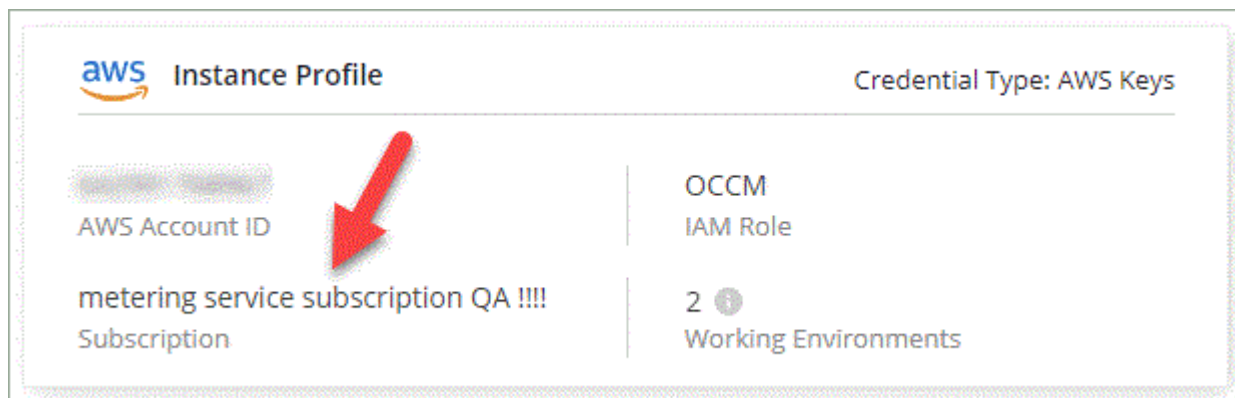 aws Instance Profile
Credential Type: AWS Keys
AWS Account ID
OCCM
IAM Role
metering service subscription QA !!!!
Subscription
2
Working Environments